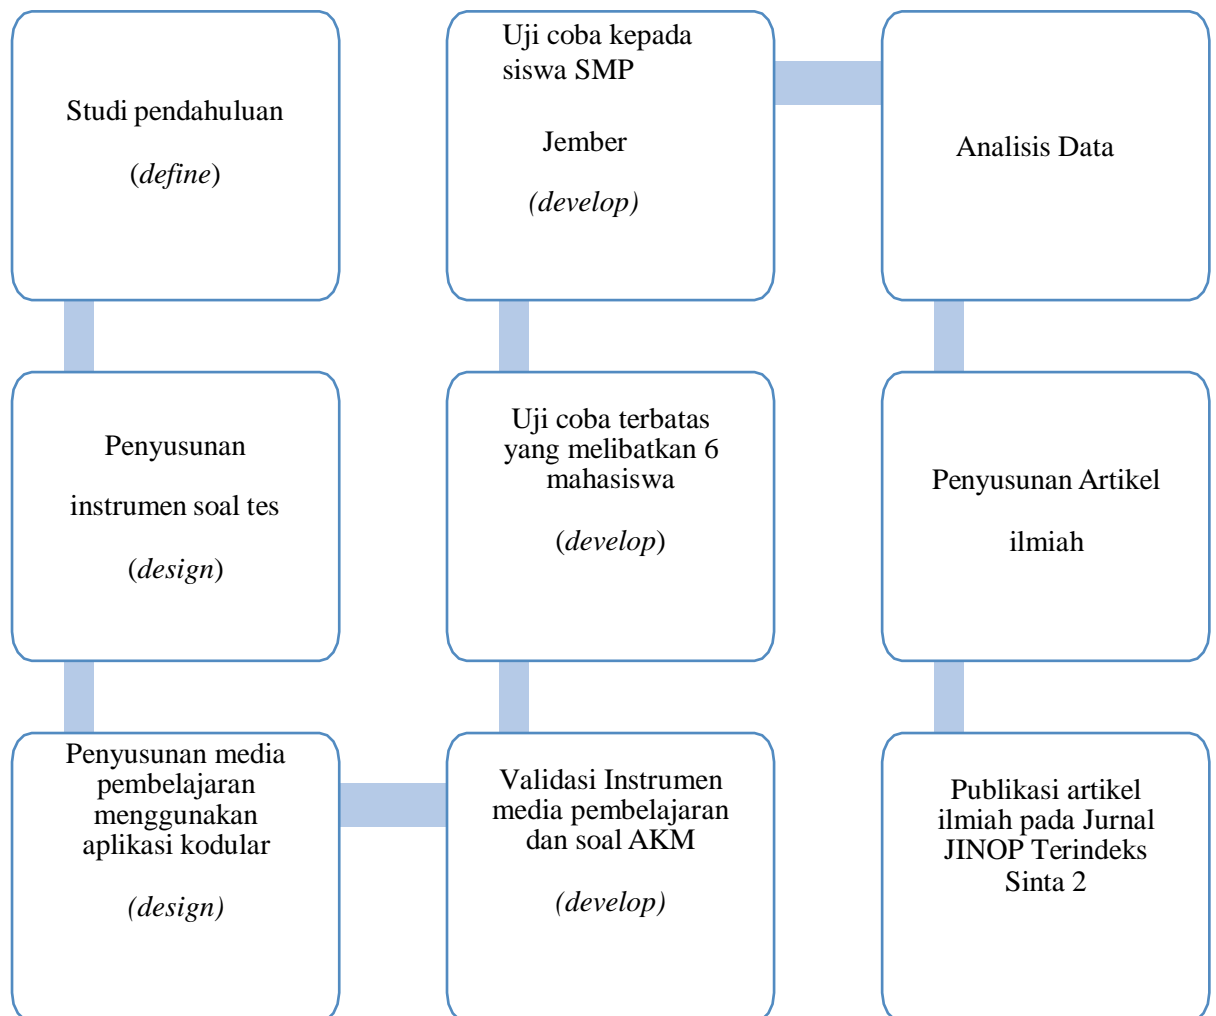 Studi pendahuluan
(define)
Penyusunan
instrumen soal tes
(design)
Penyusunan media
pembelajaran
menggunakan
aplikasi kodular
(design)
Validasi Instrumen
media pembelajaran
dan soal AKM
(develop)
Uji coba terbatas
yang melibatkan 6
mahasiswa
(develop)
Uji coba kepada
siswa SMP
Jember
(develop)
Analisis Data
Penyusunan Artikel
ilmiah
Publikasi artikel
ilmiah pada Jurnal
JINOP Terindeks
Sinta 2